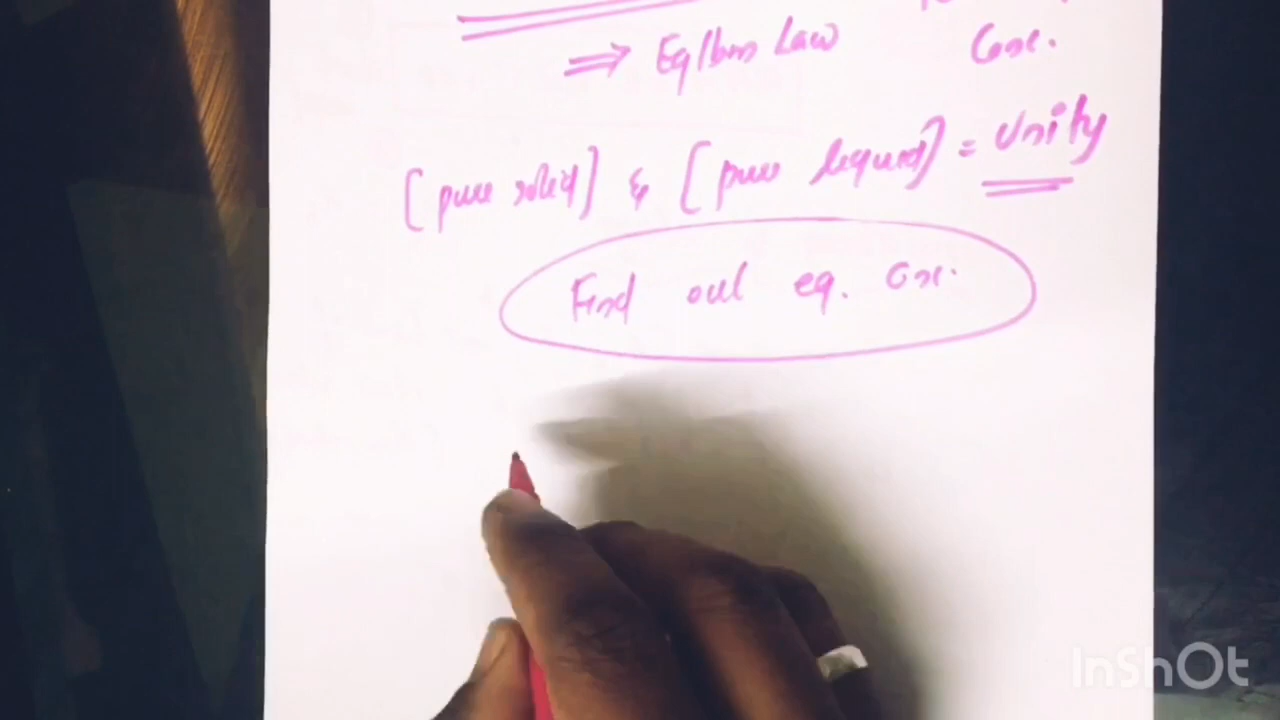 ⇒ Eqlbm Law
Conc.
[pure solid] & [pure liquid] = Unity
Find out eq. Conc.
InShOt